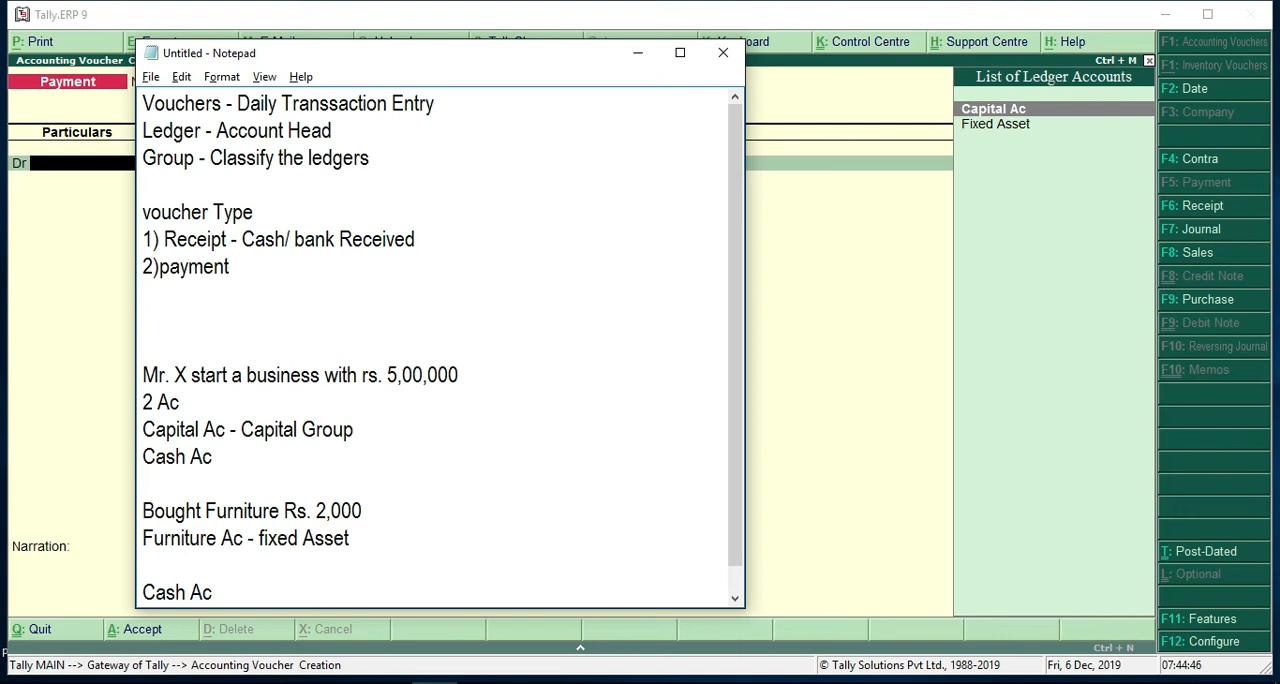 Tally.ERP 9
P: Print
K: Control Centre
H: Support Centre
H: Help
Accounting Voucher C
Ctrl + M
Payment
Particulars
Dr
Narration:
Untitled - Notepad
File Edit Format View Help
Vouchers - Daily Transsaction Entry
Ledger - Account Head
Group - Classify the ledgers
voucher Type
1) Receipt - Cash/ bank Received
2)payment
Mr. X start a business with rs. 5,00,000
2 Ac
Capital Ac - Capital Group
Cash Ac
Bought Furniture Rs. 2,000
Furniture Ac - fixed Asset
Cash Ac
List of Ledger Accounts
Capital Ac
Fixed Asset
F1: Accounting Vouchers
F1: Inventory Vouchers
F2: Date
F3: Company
F4: Contra
F5: Payment
F6: Receipt
F7: Journal
F8: Sales
F8: Credit Note
F9: Purchase
F9: Debit Note
F10: Reversing Journal
F10: Memos
T: Post-Dated
L: Optional
F11: Features
F12: Configure
Q: Quit
A: Accept
D: Delete
X: Cancel
Ctrl + N
Tally MAIN --> Gateway of Tally --> Accounting Voucher Creation
© Tally Solutions Pvt Ltd., 1988-2019
Fri, 6 Dec, 2019
07:44:46